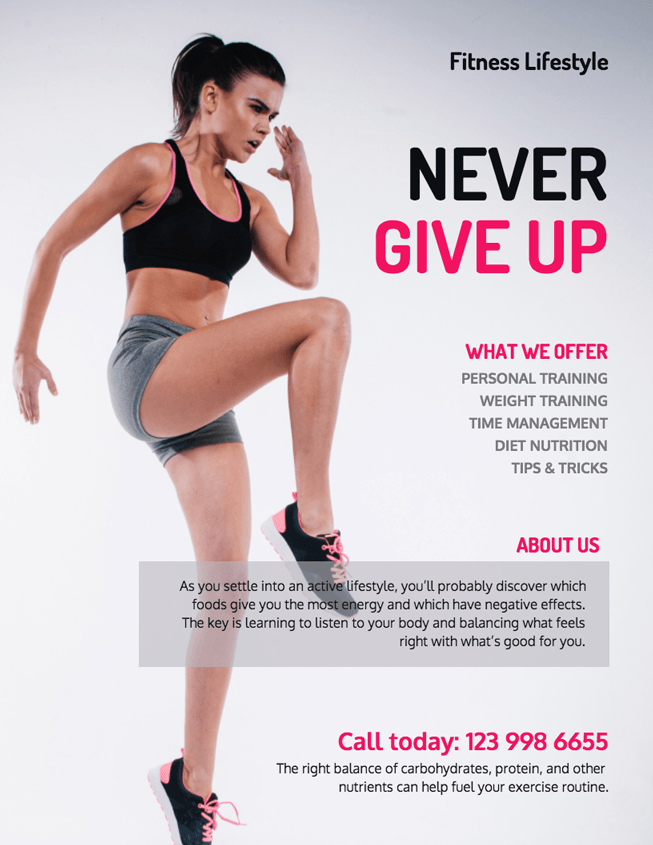 Fitness Lifestyle
NEVER
GIVE UP
WHAT WE OFFER
PERSONAL TRAINING
WEIGHT TRAINING
TIME MANAGEMENT
DIET NUTRITION
TIPS & TRICKS
ABOUT US
As you settle into an active lifestyle, you’ll probably discover which
foods give you the most energy and which have negative effects.
The key is learning to listen to your body and balancing what feels
right with what’s good for you.
Call today: 123 998 6655
The right balance of carbohydrates, protein, and other
nutrients can help fuel your exercise routine.